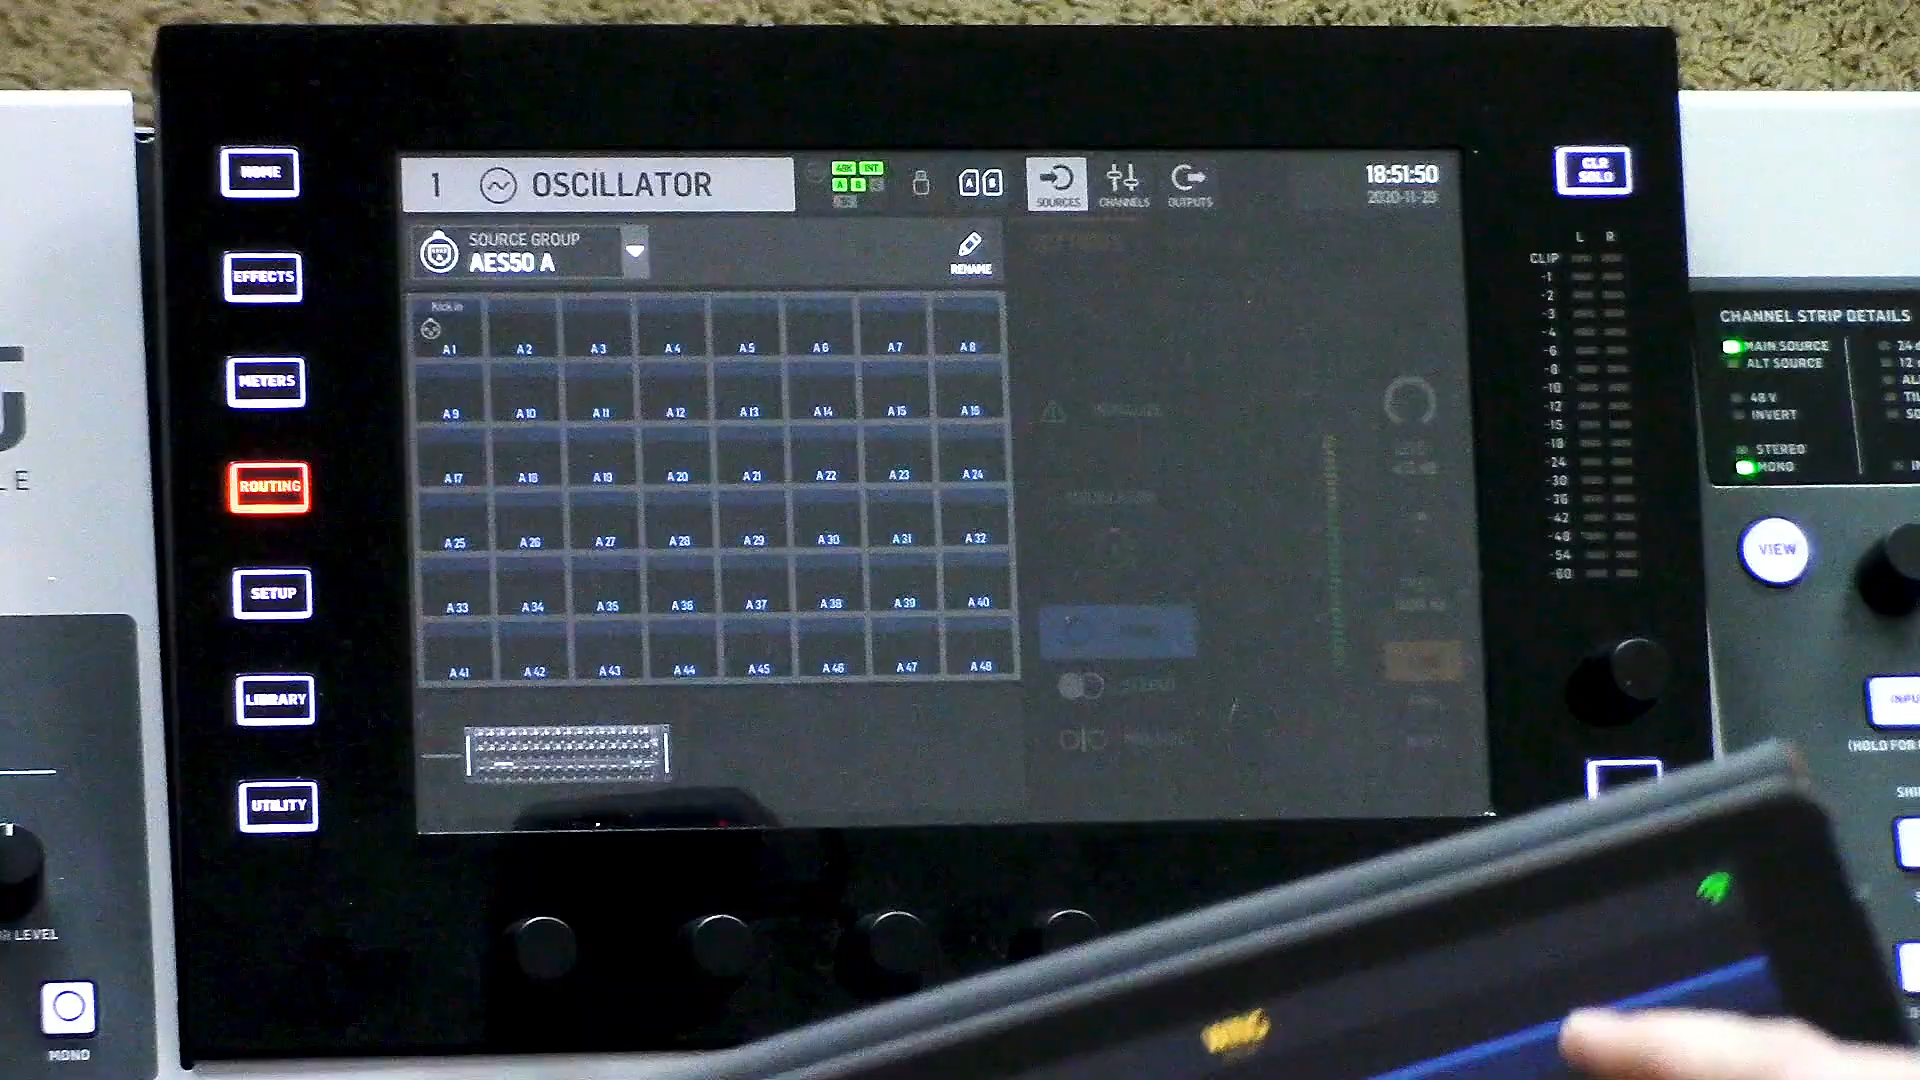 HOME
EFFECTS
METERS
ROUTING
SETUP
LIBRARY
UTILITY
1 OSCILLATOR
48K INT
A B
A B
SOURCES
CHANNELS
OUTPUTS
18:51:50
2020-11-29
SOURCE GROUP
AES50 A
RENAME
Kick in
A1 A2 A3 A4 A5 A6 A7 A8
A9 A10 A11 A12 A13 A14 A15 A16
A17 A18 A19 A20 A21 A22 A23 A24
A25 A26 A27 A28 A29 A30 A31 A32
A33 A34 A35 A36 A37 A38 A39 A40
A41 A42 A43 A44 A45 A46 A47 A48
CLR
SOLO
L R
CLIP
-1
-2
-3
-4
-6
-8
-10
-12
-15
-18
-24
-30
-36
-42
-48
-54
-60
CHANNEL STRIP DETAILS
MAIN SOURCE
ALT SOURCE
48 V
INVERT
STEREO
MONO
VIEW
INPU
(HOLD FOR
SHI
LE
LEVEL
MONO